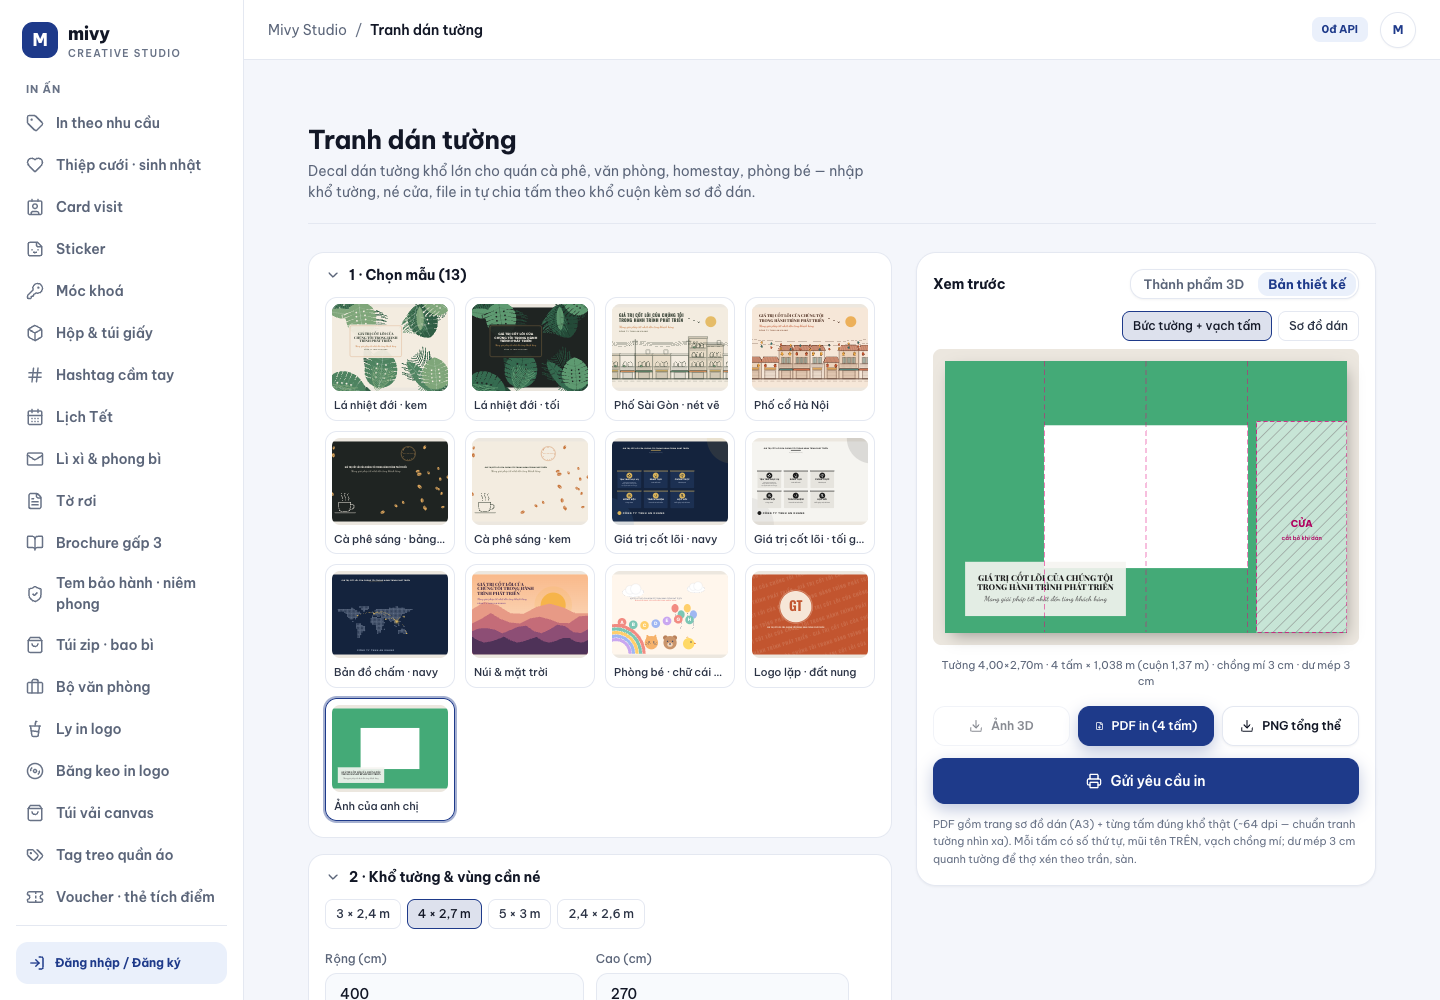 M
mivy
CREATIVE STUDIO
IN ẤN
In theo nhu cầu
Thiệp cưới · sinh nhật
Card visit
Sticker
Móc khoá
Hộp & túi giấy
Hashtag cầm tay
Lịch Tết
Lì xì & phong bì
Tờ rơi
Brochure gấp 3
Tem bảo hành · niêm
phong
Túi zip · bao bì
Bộ văn phòng
Ly in logo
Băng keo in logo
Túi vải canvas
Tag treo quần áo
Voucher · thẻ tích điểm
Đăng nhập / Đăng ký
Mivy Studio / Tranh dán tường
0đ API
M
Tranh dán tường
Decal dán tường khổ lớn cho quán cà phê, văn phòng, homestay, phòng bé — nhập
khổ tường, né cửa, file in tự chia tấm theo khổ cuộn kèm sơ đồ dán.
1 · Chọn mẫu (13)
Lá nhiệt đới · kem
Lá nhiệt đới · tối
Phố Sài Gòn · nét vẽ
Phố cổ Hà Nội
Cà phê sáng · bảng...
Cà phê sáng · kem
Giá trị cốt lõi · navy
Giá trị cốt lõi · tối g...
Bản đồ chấm · navy
Núi & mặt trời
Phòng bé · chữ cái ...
GT
Logo lặp · đất nung
Ảnh của anh chị
2 · Khổ tường & vùng cần né
3 × 2,4 m
4 × 2,7 m
5 × 3 m
2,4 × 2,6 m
Rộng (cm)
Cao (cm)
400
270
Xem trước
Thành phẩm 3D
Bản thiết kế
Bức tường + vạch tấm
Sơ đồ dán
CỬA
cắt bỏ khi dán
GIÁ TRỊ CỐT LÕI CỦA CHÚNG TÔI
TRONG HÀNH TRÌNH PHÁT TRIỂN
Mang giải pháp tốt nhất đến từng khách hàng
Tường 4,00×2,70m · 4 tấm × 1,038 m (cuộn 1,37 m) · chồng mí 3 cm · dư mép 3
cm
Ảnh 3D
PDF in (4 tấm)
PNG tổng thể
Gửi yêu cầu in
PDF gồm trang sơ đồ dán (A3) + từng tấm đúng khổ thật (~64 dpi — chuẩn tranh
tường nhìn xa). Mỗi tấm có số thứ tự, mũi tên TRÊN, vạch chồng mí; dư mép 3 cm
quanh tường để thợ xén theo trần, sàn.